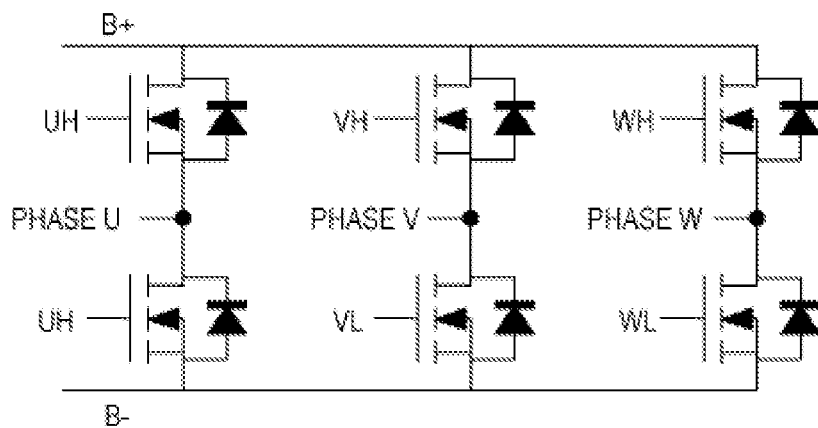 B+
UH VH WH
PHASE U PHASE V PHASE W
UH VL WL
B-